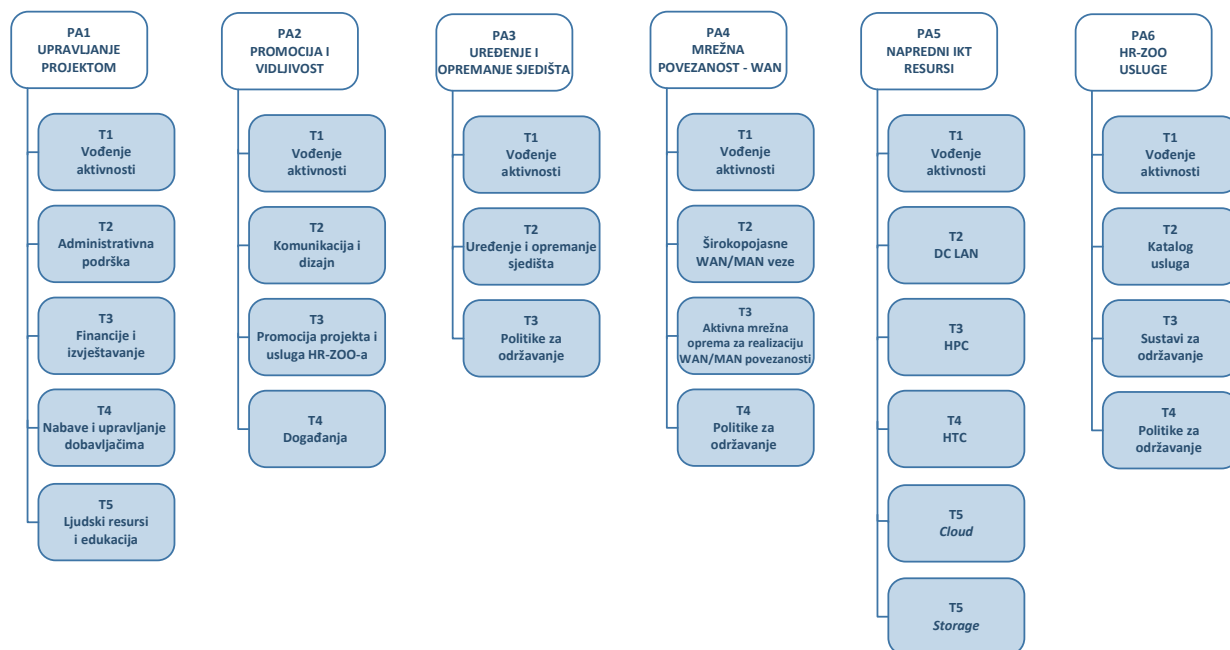 PA1
UPRAVLJANJE
PROJEKTOM
T1
Vođenje
aktivnosti
T2
Administrativna
podrška
T3
Financije i
izvještavanje
T4
Nabave i upravljanje
dobavljačima
T5
Ljudski resursi
i edukacija
PA2
PROMOCIJA I
VIDLJIVOST
T1
Vođenje
aktivnosti
T2
Komunikacija i
dizajn
T3
Promocija projekta i
usluga HR-ZOO-a
T4
Događanja
PA3
UREĐENJE I
OPREMANJE SJEDIŠTA
T1
Vođenje
aktivnosti
T2
Uređenje i opremanje
sjedišta
T3
Politike za
održavanje
PA4
MREŽNA
POVEZANOST - WAN
T1
Vođenje
aktivnosti
T2
Širokopojasne
WAN/MAN veze
T3
Aktivna mrežna
oprema za realizaciju
WAN/MAN povezanosti
T4
Politike za
održavanje
PA5
NAPREDNI IKT
RESURSI
T1
Vođenje
aktivnosti
T2
DC LAN
T3
HPC
T4
HTC
T5
Cloud
T5
Storage
PA6
HR-ZOO
USLUGE
T1
Vođenje
aktivnosti
T2
Katalog
usluga
T3
Sustavi za
održavanje
T4
Politike za
održavanje